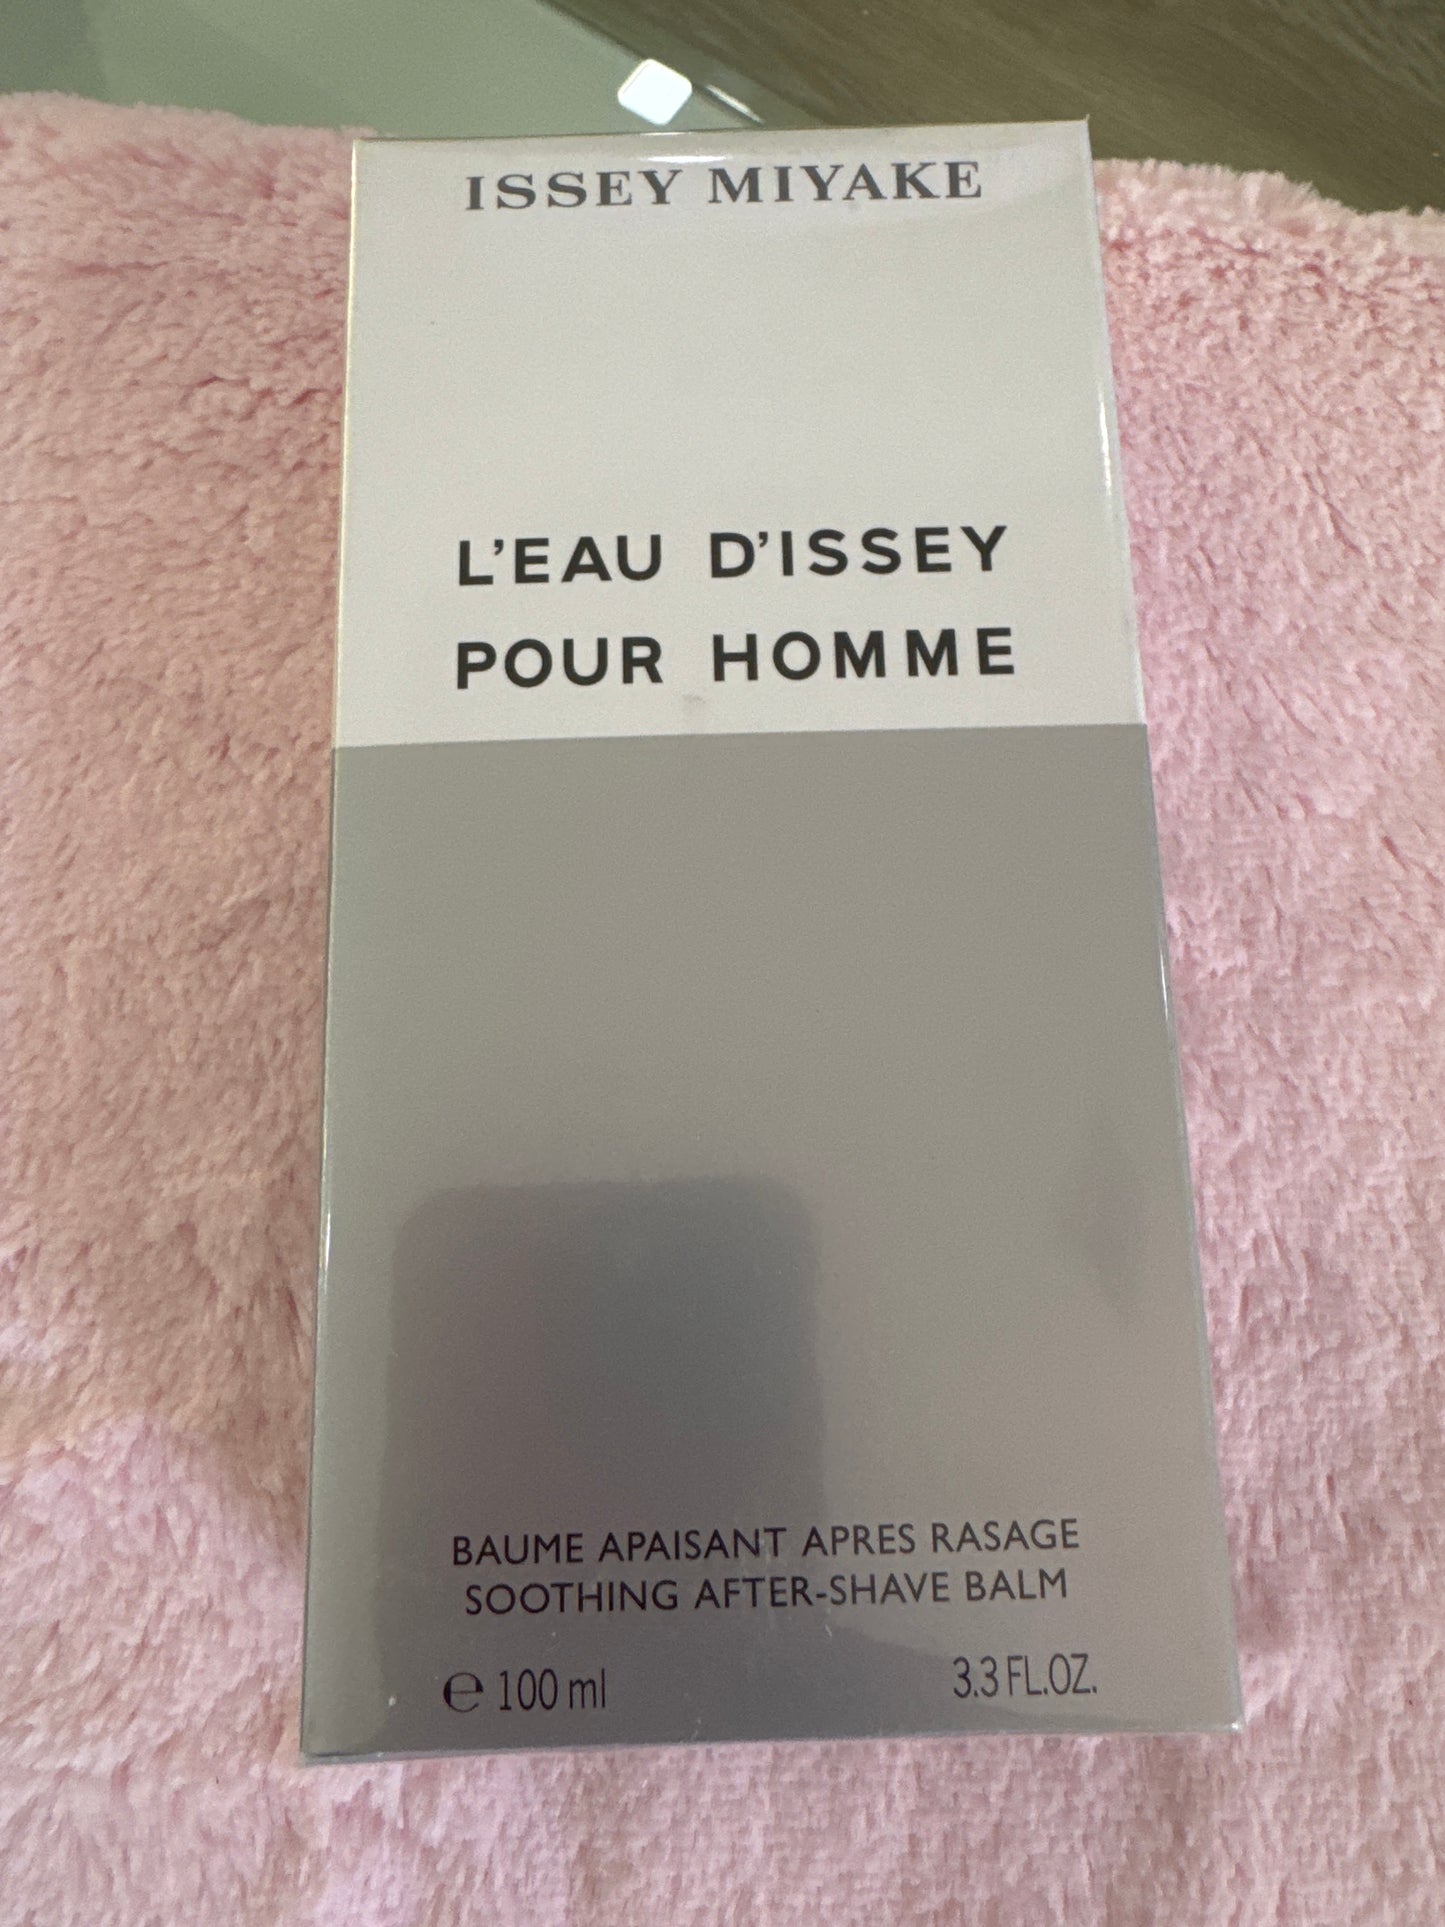 ISSEY MIYAKE
L'EAU D'ISSEY
POUR HOMME
BAUME APAISANT APRES RASAGE
SOOTHING AFTER-SHAVE BALM
℮ 100 ml 3.3 FL.OZ.